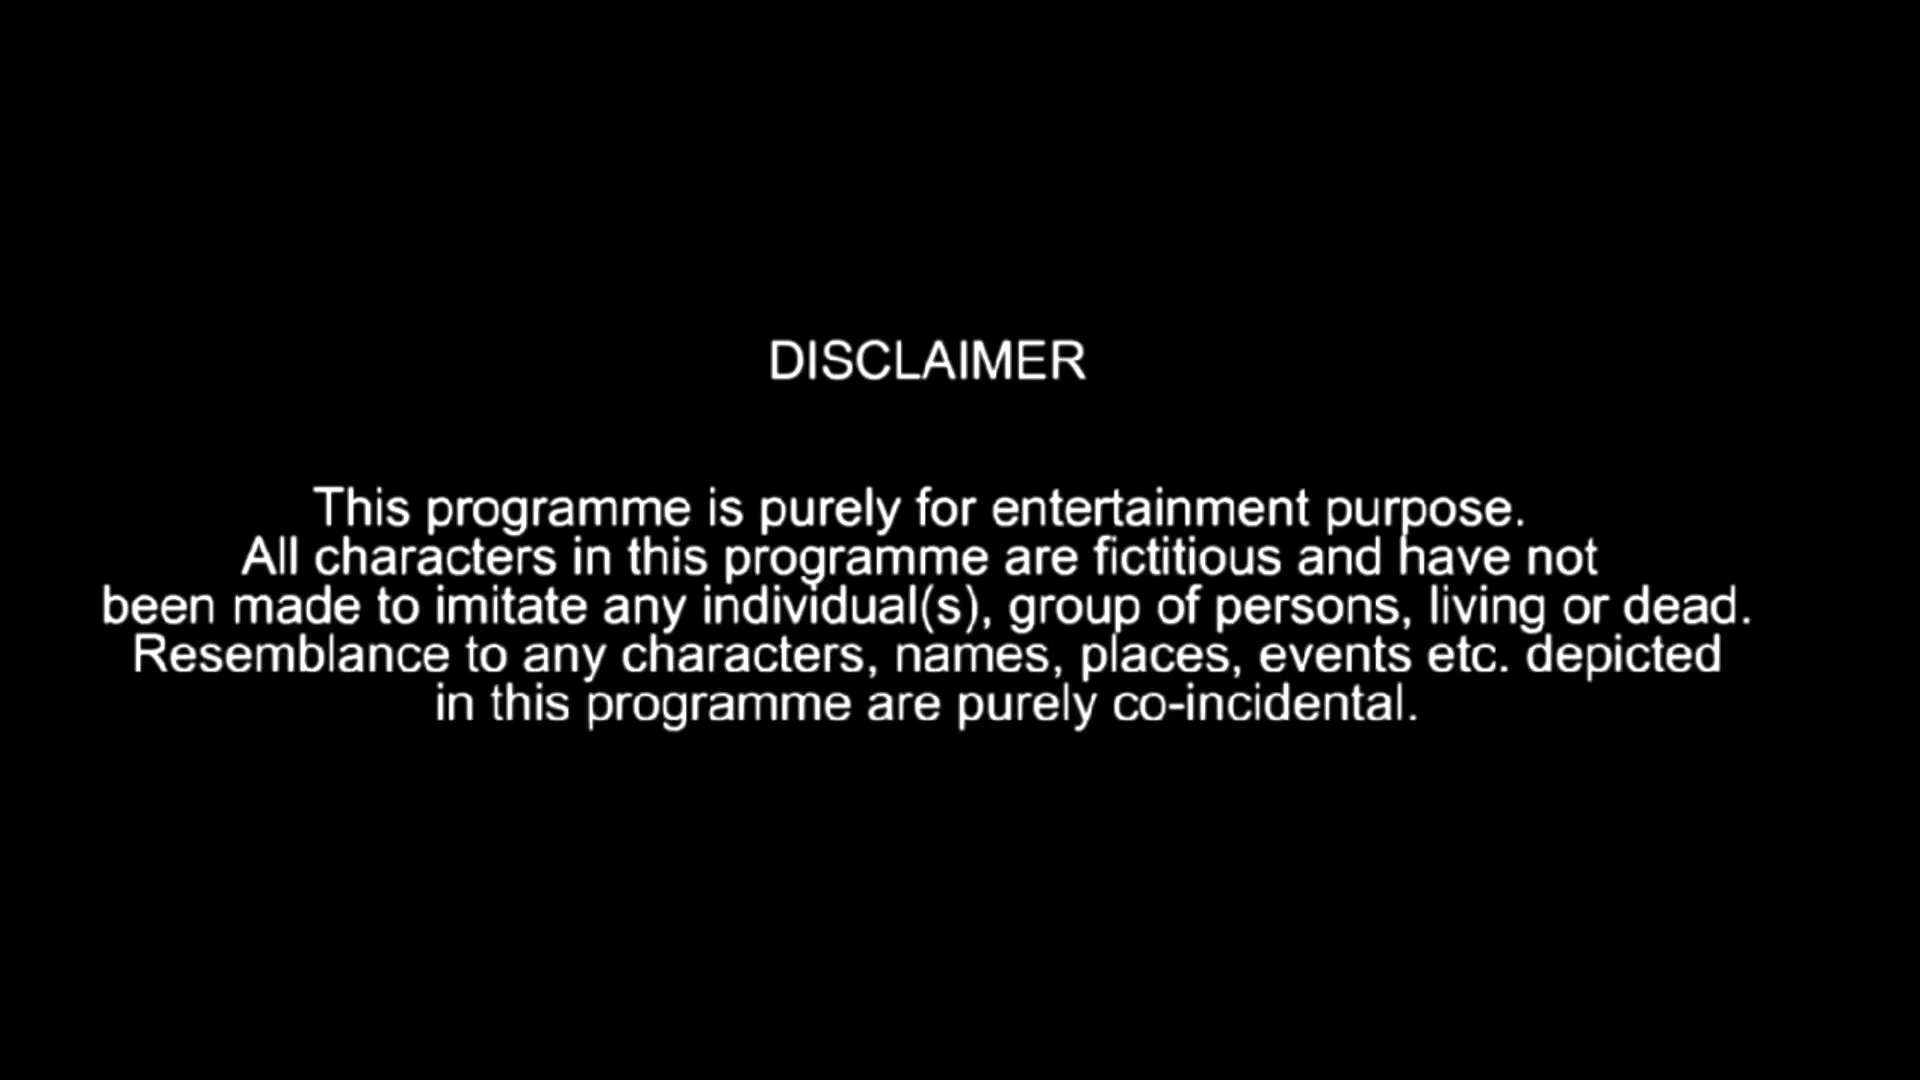 DISCLAIMER
This programme is purely for entertainment purpose.
All characters in this programme are fictitious and have not
been made to imitate any individual(s), group of persons, living or dead.
Resemblance to any characters, names, places, events etc. depicted
in this programme are purely co-incidental.